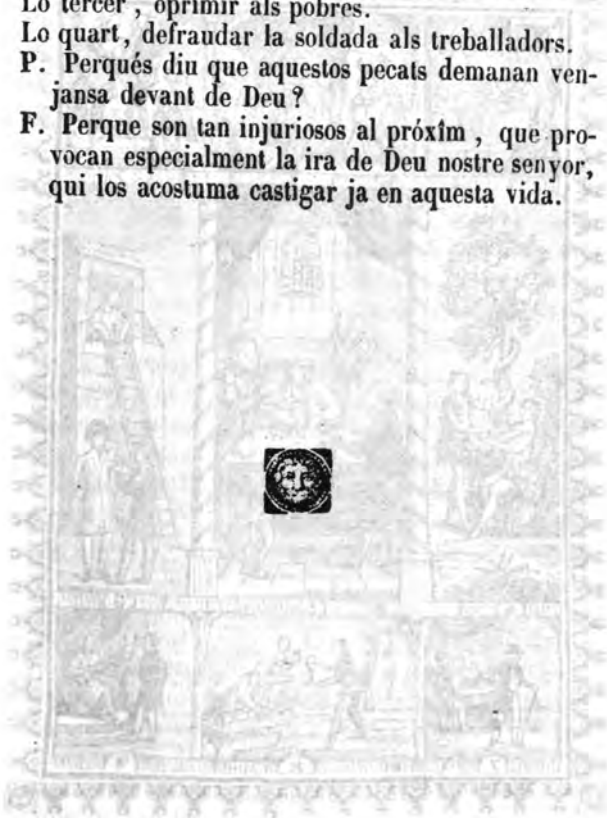 Lo tercer , oprimir als pobres.
Lo quart, defraudar la soldada als treballadors.
P. Perqués diu que aquestos pecats demanan ven-
jansa devant de Deu?
F. Perque son tan injuriosos al próxîm , que pro-
vocan especialment la ira de Deu nostre senyor,
qui los acostuma castigar ja en aquesta vida.